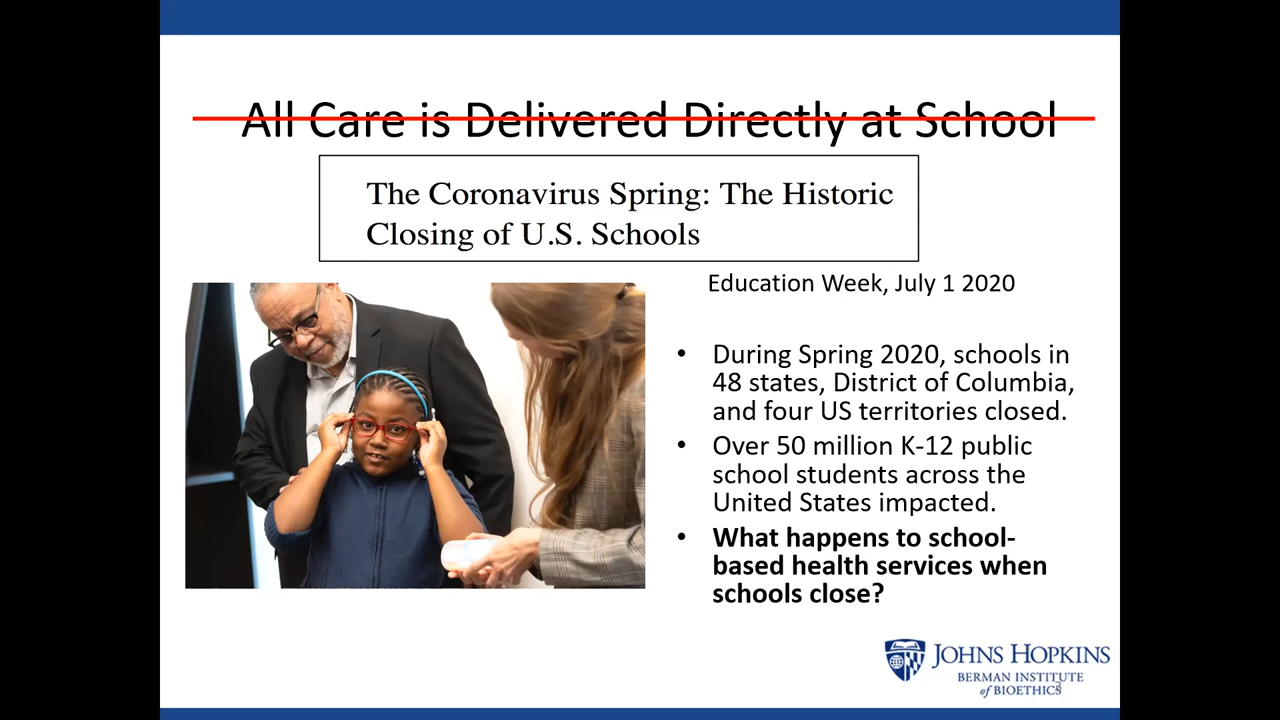 All Care is Delivered Directly at School
The Coronavirus Spring: The Historic
Closing of U.S. Schools
Education Week, July 1 2020
• During Spring 2020, schools in
48 states, District of Columbia,
and four US territories closed.
• Over 50 million K-12 public
school students across the
United States impacted.
• What happens to school-
based health services when
schools close?
JOHNS HOPKINS
BERMAN INSTITUTE
of BIOETHICS